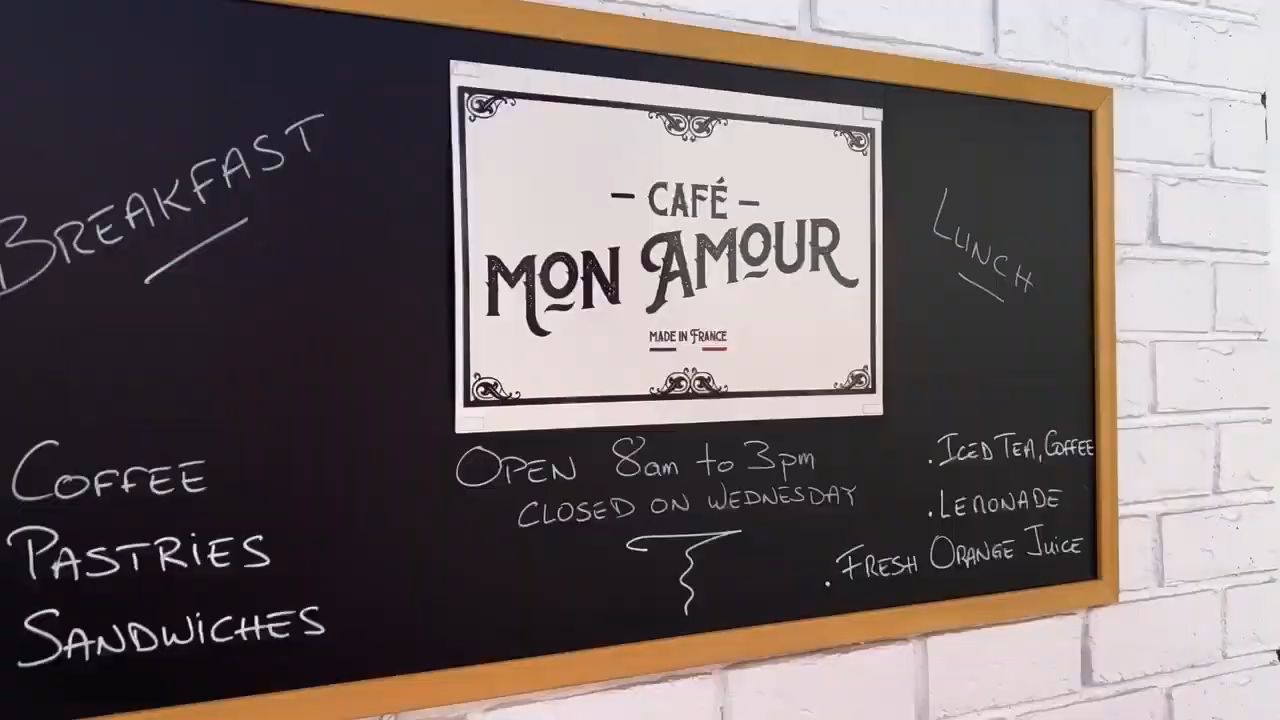 BREAKFAST
– CAFÉ –
MON AMOUR
MADE IN FRANCE
LUNCH
COFFEE
PASTRIES
SANDWICHES
OPEN 8am to 3pm
CLOSED ON WEDNESDAY
. ICED TEA, COFFEE
. LEMONADE
. FRESH ORANGE JUICE